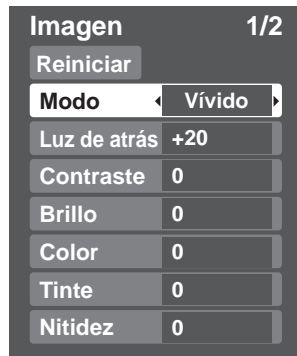 Imagen 1/2
Reiniciar
Modo Vívido
Luz de atrás +20
Contraste 0
Brillo 0
Color 0
Tinte 0
Nitidez 0